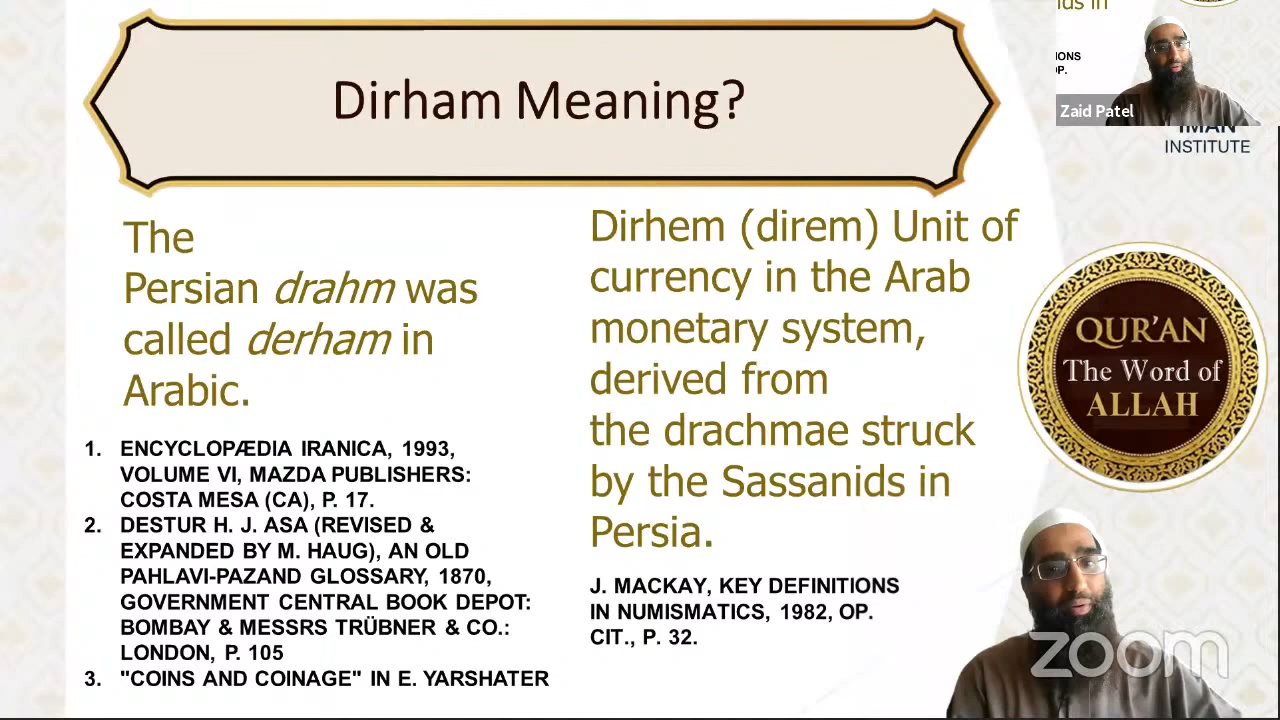 Dirham Meaning?
The
Persian drahm was
called derham in
Arabic.
1. ENCYCLOPÆDIA IRANICA, 1993,
VOLUME VI, MAZDA PUBLISHERS:
COSTA MESA (CA), P. 17.
2. DESTUR H. J. ASA (REVISED &
EXPANDED BY M. HAUG), AN OLD
PAHLAVI-PAZAND GLOSSARY, 1870,
GOVERNMENT CENTRAL BOOK DEPOT:
BOMBAY & MESSRS TRÜBNER & CO.:
LONDON, P. 105
3. "COINS AND COINAGE" IN E. YARSHATER
Dirhem (direm) Unit of
currency in the Arab
monetary system,
derived from
the drachmae struck
by the Sassanids in
Persia.
J. MACKAY, KEY DEFINITIONS
IN NUMISMATICS, 1982, OP.
CIT., P. 32.
IONS
OP.
Zaid Patel
IMAN
INSTITUTE
QUR'AN
The Word of
ALLAH
zoom